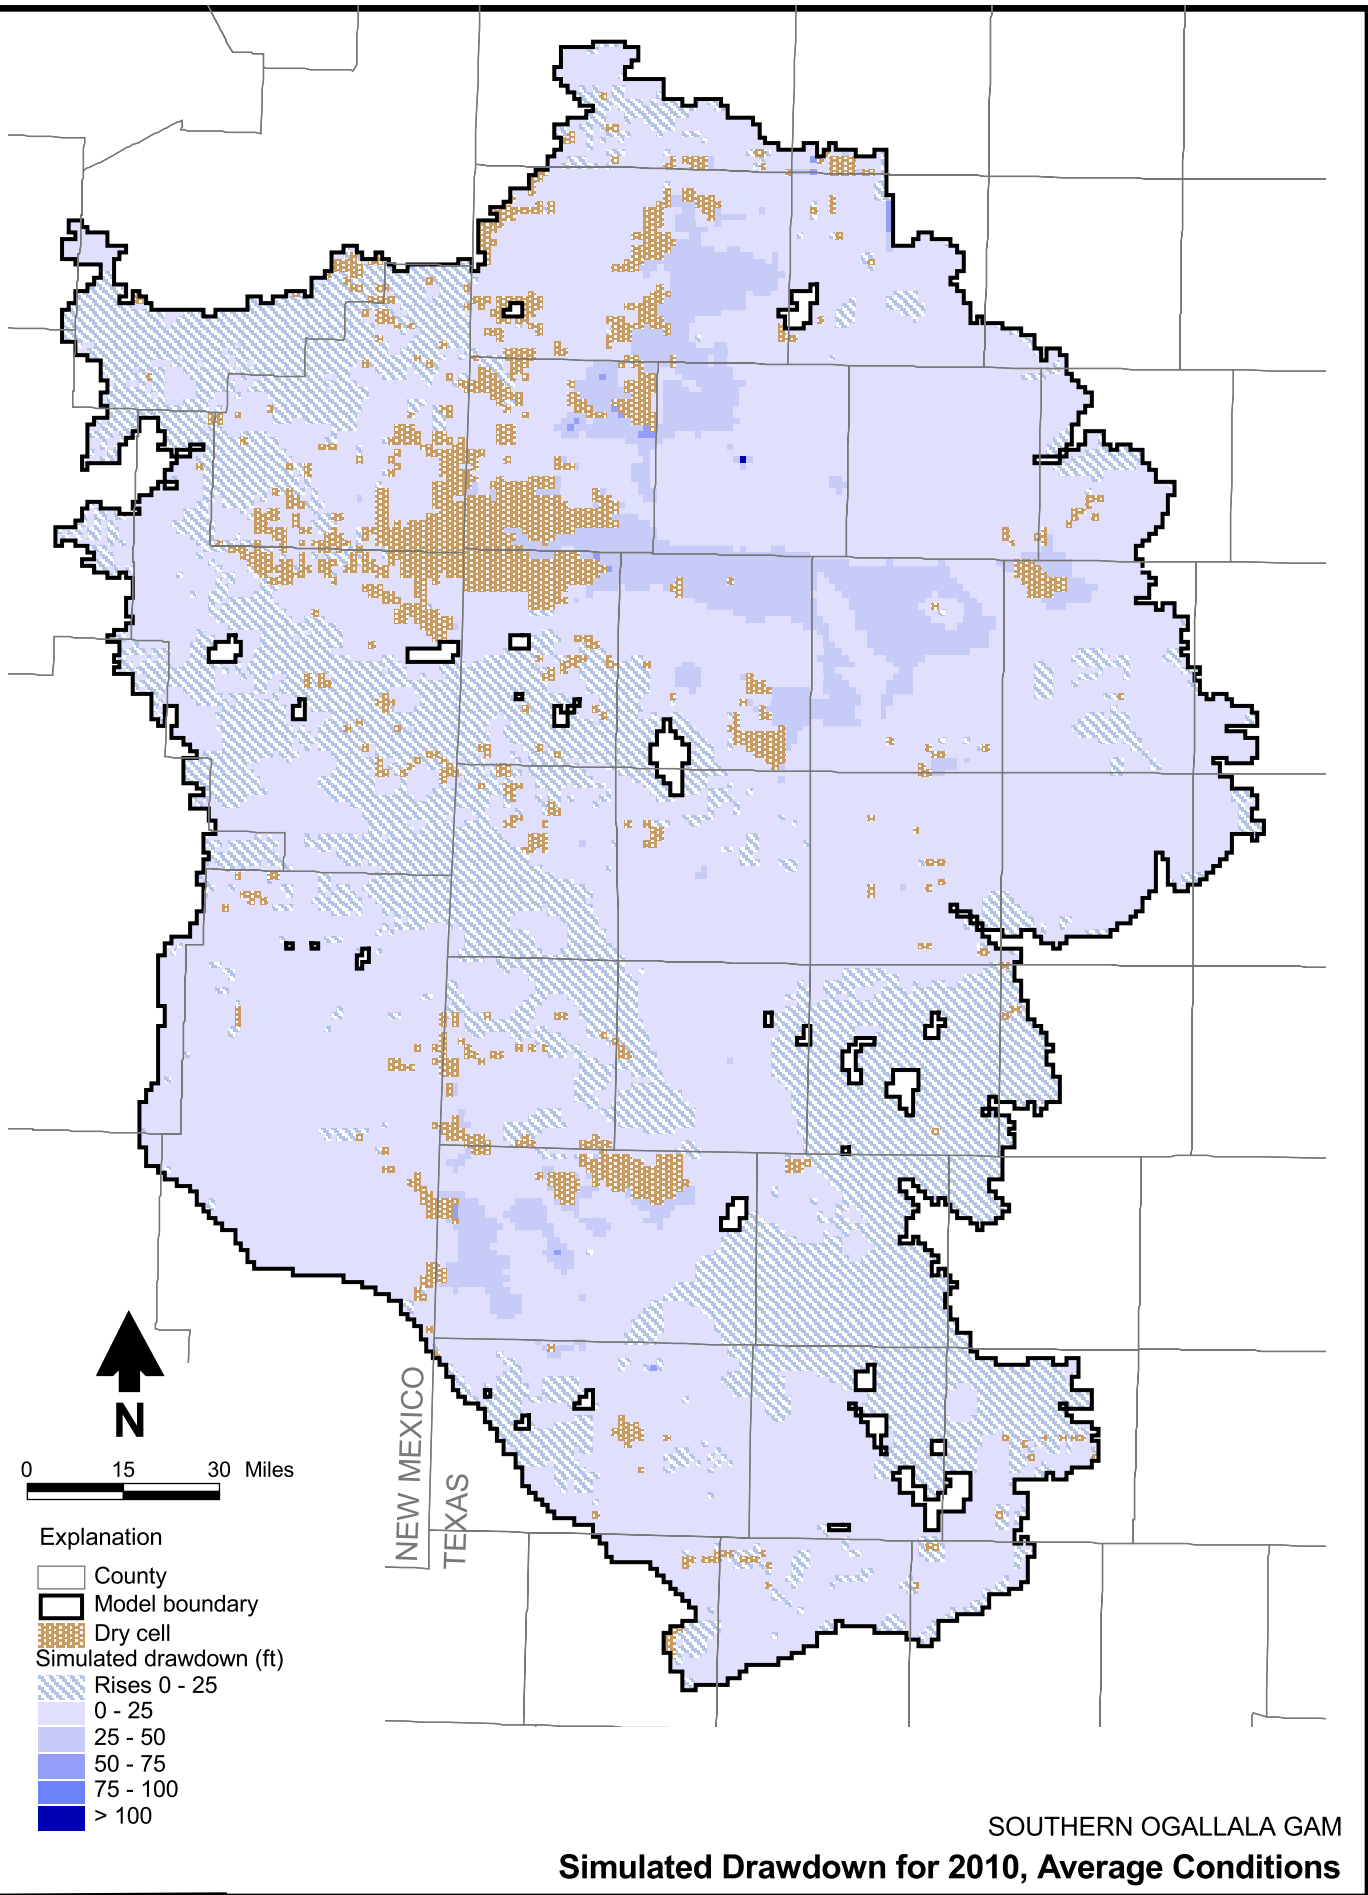 NEW MEXICO
TEXAS
N
0 15 30 Miles
Explanation
County
Model boundary
Dry cell
Simulated drawdown (ft)
Rises 0 - 25
0 - 25
25 - 50
50 - 75
75 - 100
> 100
SOUTHERN OGALLALA GAM
Simulated Drawdown for 2010, Average Conditions